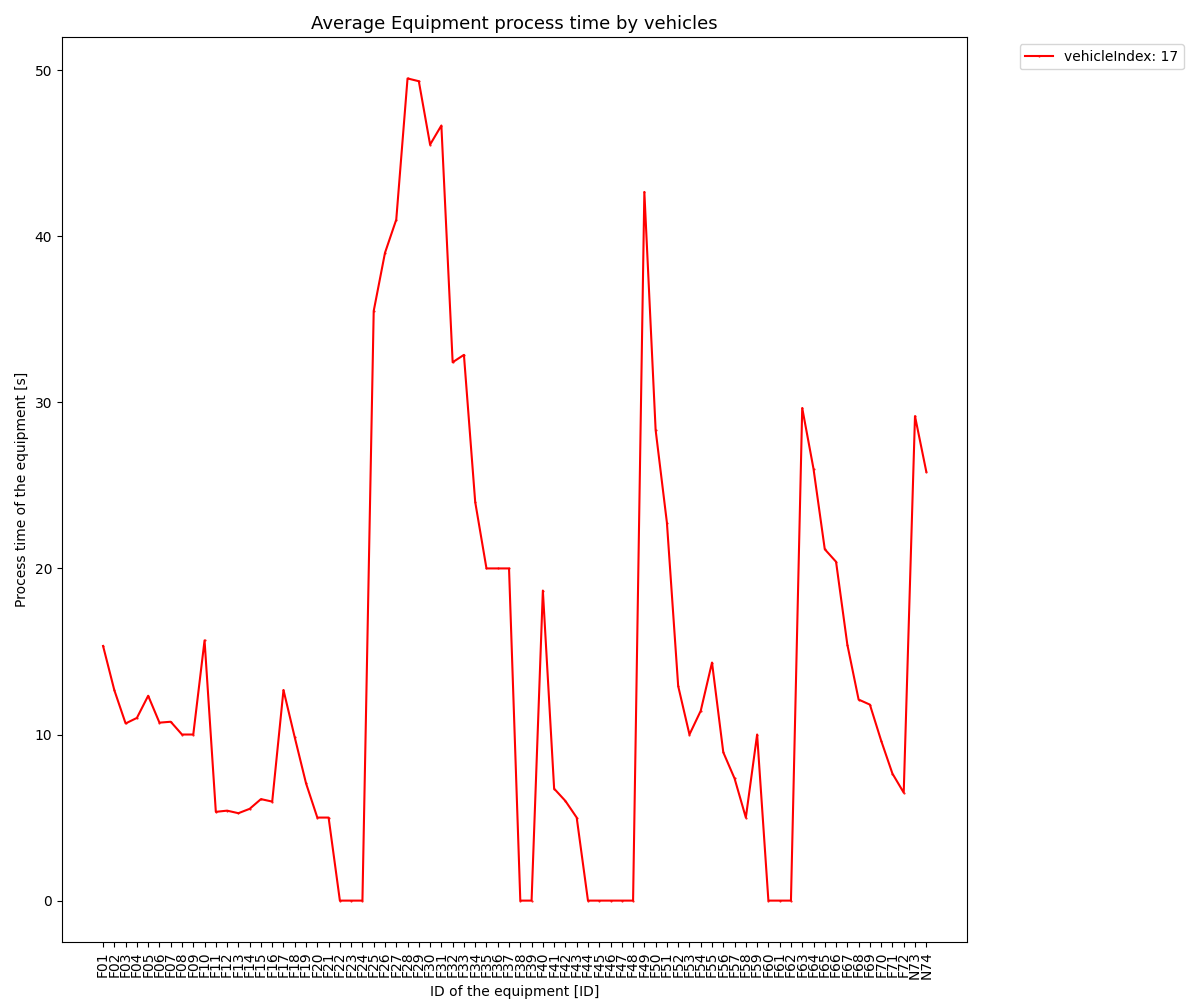 Average Equipment process time by vehicles
vehicleIndex: 17
Process time of the equipment [s]
50
40
30
20
10
0
F01 F02 F03 F04 F05 F06 F07 F08 F09 F10 F11 F12 F13 F14 F15 F16 F17 F18 F19 F20 F21 F22 F23 F24 F25 F26 F27 F28 F29 F30 F31 F32 F33 F34 F35 F36 F37 F38 F39 F40 F41 F42 F43 F44 F45 F46 F47 F48 F49 F50 F51 F52 F53 F54 F55 F56 F57 F58 F59 F60 F61 F62 F63 F64 F65 F66 F67 F68 F69 F70 F71 F72 N73 N74
ID of the equipment [ID]